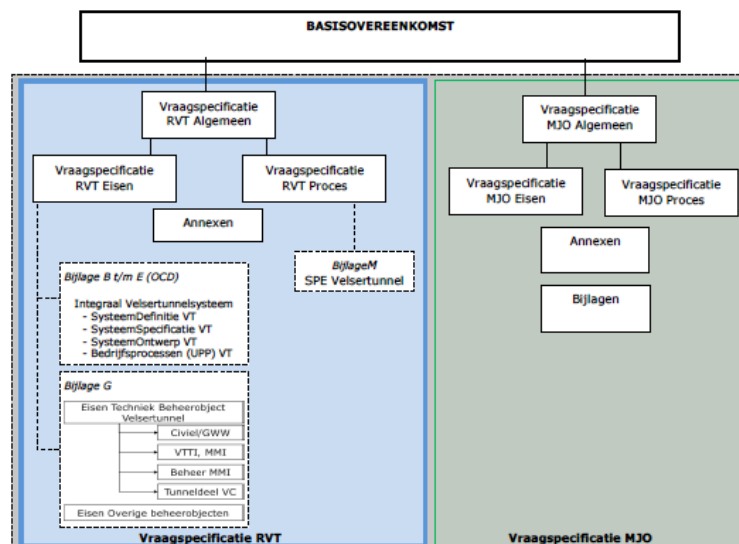 BASISOVEREENKOMST
Vraagspecificatie
RVT Algemeen
Vraagspecificatie
RVT Eisen
Vraagspecificatie
RVT Proces
Annexen
Bijlage B t/m E (OCD)
Integraal Velsertunnelsysteem
- SysteemDefinitie VT
- SysteemSpecificatie VT
- SysteemOntwerp VT
- Bedrijfsprocessen (UPP) VT
BijlageM
SPE Velsertunnel
Bijlage G
Eisen Techniek Beheerobject
Velsertunnel
Civiel/GWW
VTTI, MMI
Beheer MMI
Tunneldeel VC
Eisen Overige beheerobjecten
Vraagspecificatie RVT
Vraagspecificatie
MJO Algemeen
Vraagspecificatie
MJO Eisen
Vraagspecificatie
MJO Proces
Annexen
Bijlagen
Vraagspecificatie MJO